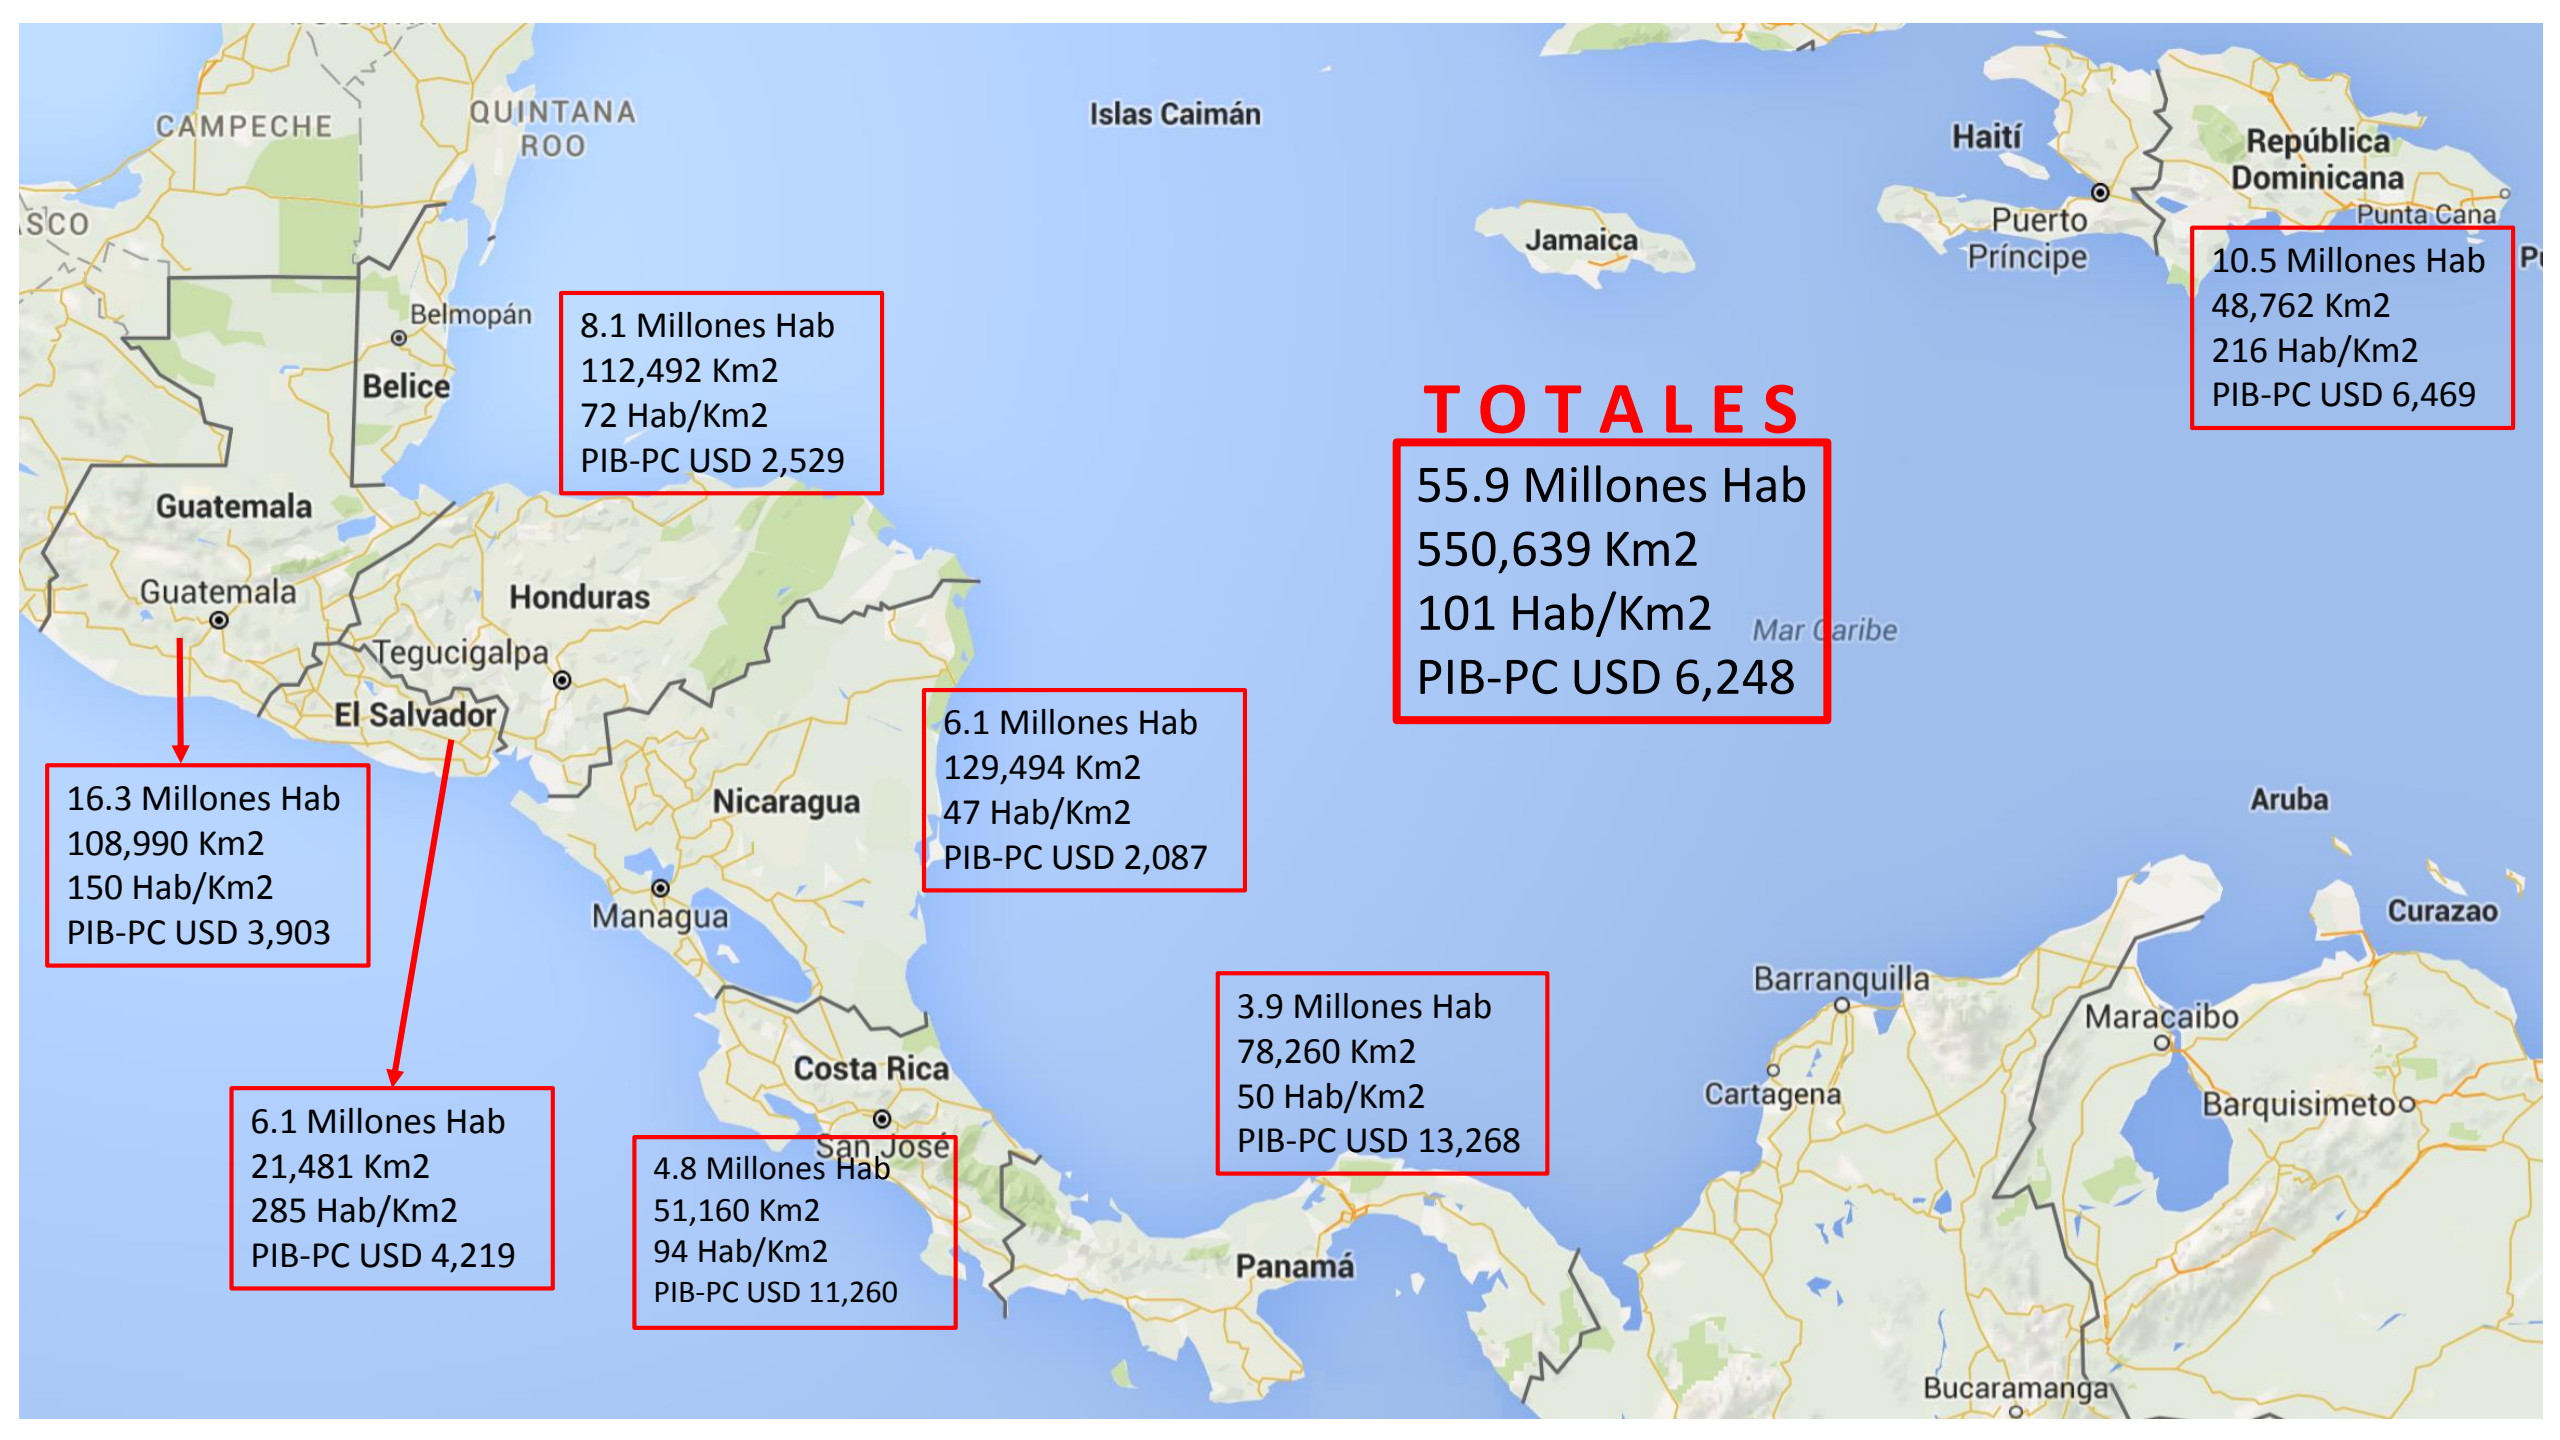 CAMPECHE
QUINTANA
ROO
Islas Caimán
Haití
República
Dominicana
Puerto
Príncipe
Punta Cana
Jamaica
10.5 Millones Hab
48,762 Km2
216 Hab/Km2
PIB-PC USD 6,469
Belmopán
Belice
8.1 Millones Hab
112,492 Km2
72 Hab/Km2
PIB-PC USD 2,529
TOTALES
55.9 Millones Hab
550,639 Km2
101 Hab/Km2
PIB-PC USD 6,248
Mar Caribe
Guatemala
Guatemala
Honduras
Tegucigalpa
El Salvador
6.1 Millones Hab
129,494 Km2
47 Hab/Km2
PIB-PC USD 2,087
Nicaragua
Managua
16.3 Millones Hab
108,990 Km2
150 Hab/Km2
PIB-PC USD 3,903
Aruba
Curazao
Barranquilla
Maracaibo
Cartagena
Barquisimeto
3.9 Millones Hab
78,260 Km2
50 Hab/Km2
PIB-PC USD 13,268
Costa Rica
San José
6.1 Millones Hab
21,481 Km2
285 Hab/Km2
PIB-PC USD 4,219
4.8 Millones Hab
51,160 Km2
94 Hab/Km2
PIB-PC USD 11,260
Panamá
Bucaramanga